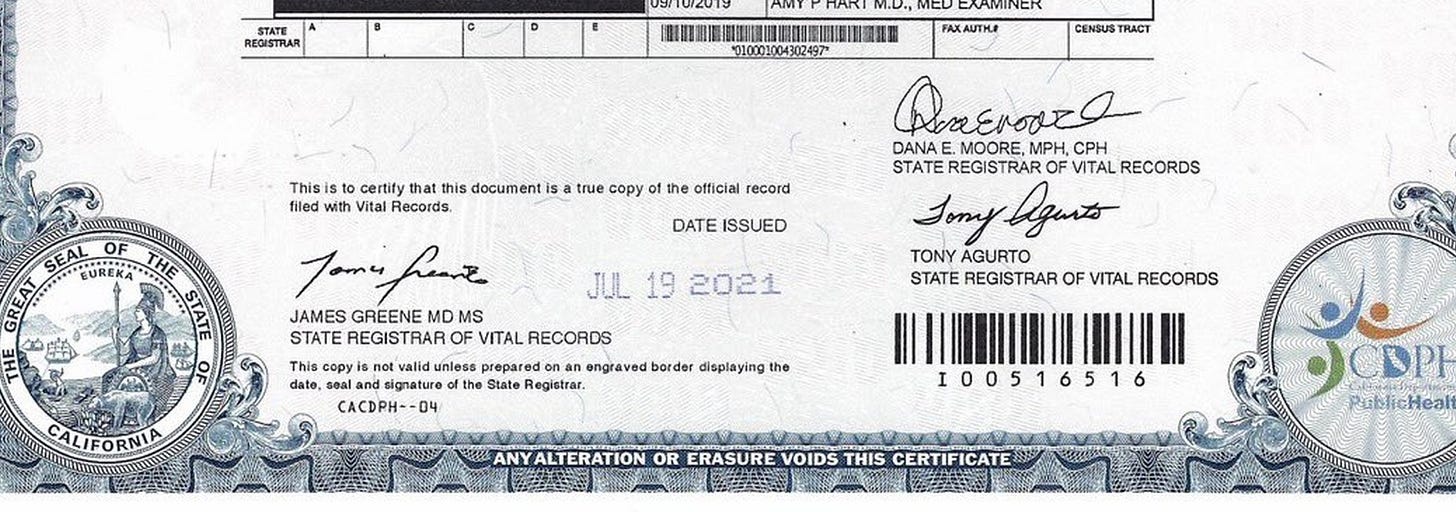 09/10/2019 AMY P HART M.D., MED EXAMINER
STATE REGISTRAR A B C D E FAX AUTH.# CENSUS TRACT
*010001004302497*
DANA E. MOORE, MPH, CPH
STATE REGISTRAR OF VITAL RECORDS
This is to certify that this document is a true copy of the official record
filed with Vital Records.
DATE ISSUED
Tony Agurto
TONY AGURTO
STATE REGISTRAR OF VITAL RECORDS
JUL 19 2021
James Greene
JAMES GREENE MD MS
STATE REGISTRAR OF VITAL RECORDS
This copy is not valid unless prepared on an engraved border displaying the
date, seal and signature of the State Registrar.
CACDPH--04
I00516516
THE GREAT SEAL OF THE STATE OF CALIFORNIA
EUREKA
CDPH
PublicHealt
ANY ALTERATION OR ERASURE VOIDS THIS CERTIFICATE